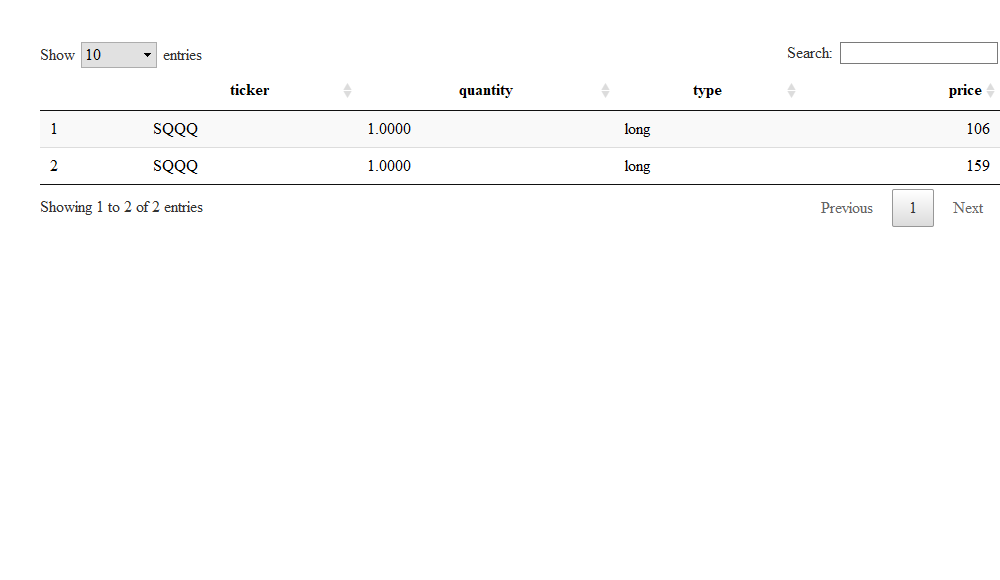 Show 10 entries Search:
ticker quantity type price
1 SQQQ 1.0000 long 106
2 SQQQ 1.0000 long 159
Showing 1 to 2 of 2 entries Previous 1 Next